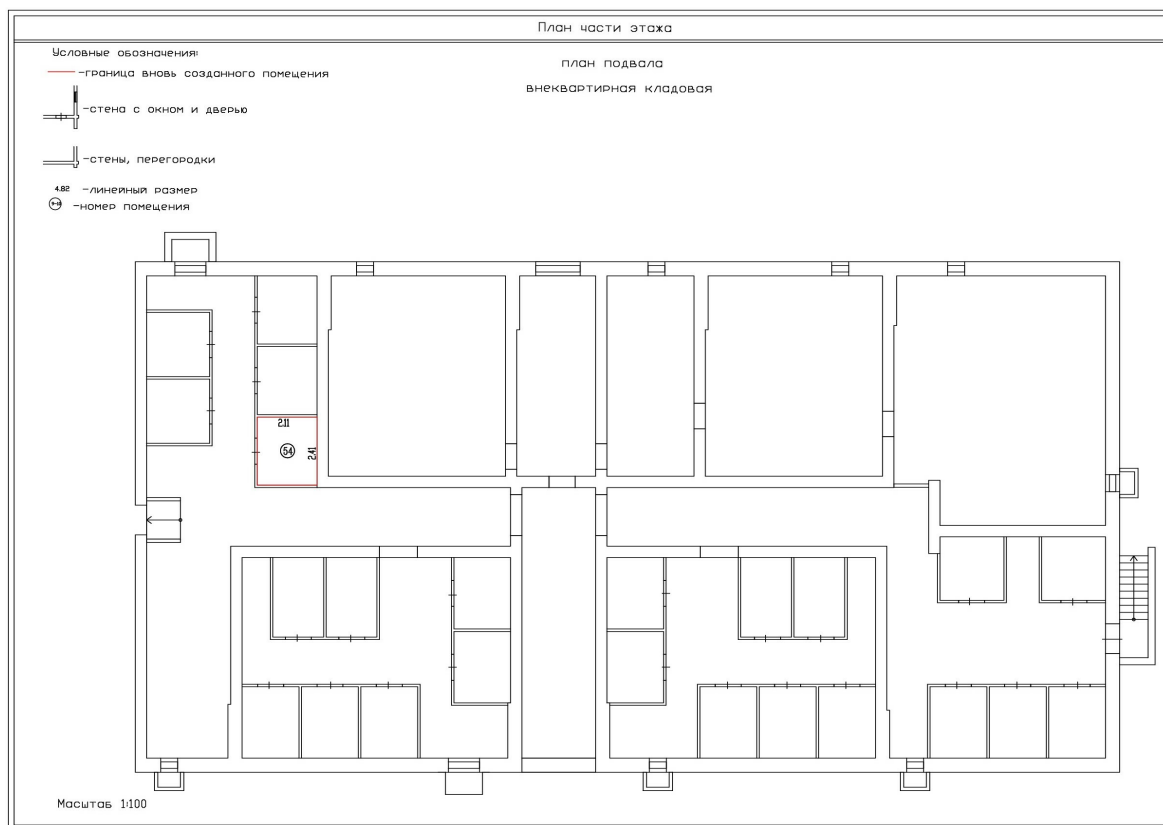 План части этажа
Условные обозначения:
план подвала
-граница вновь созданного помещения
внеквартирная кладовая
-стена с окном и дверью
-стены, перегородки
4.82 -линейный размер
-номер помещения
2,11
54
2,41
Масштаб 1:100